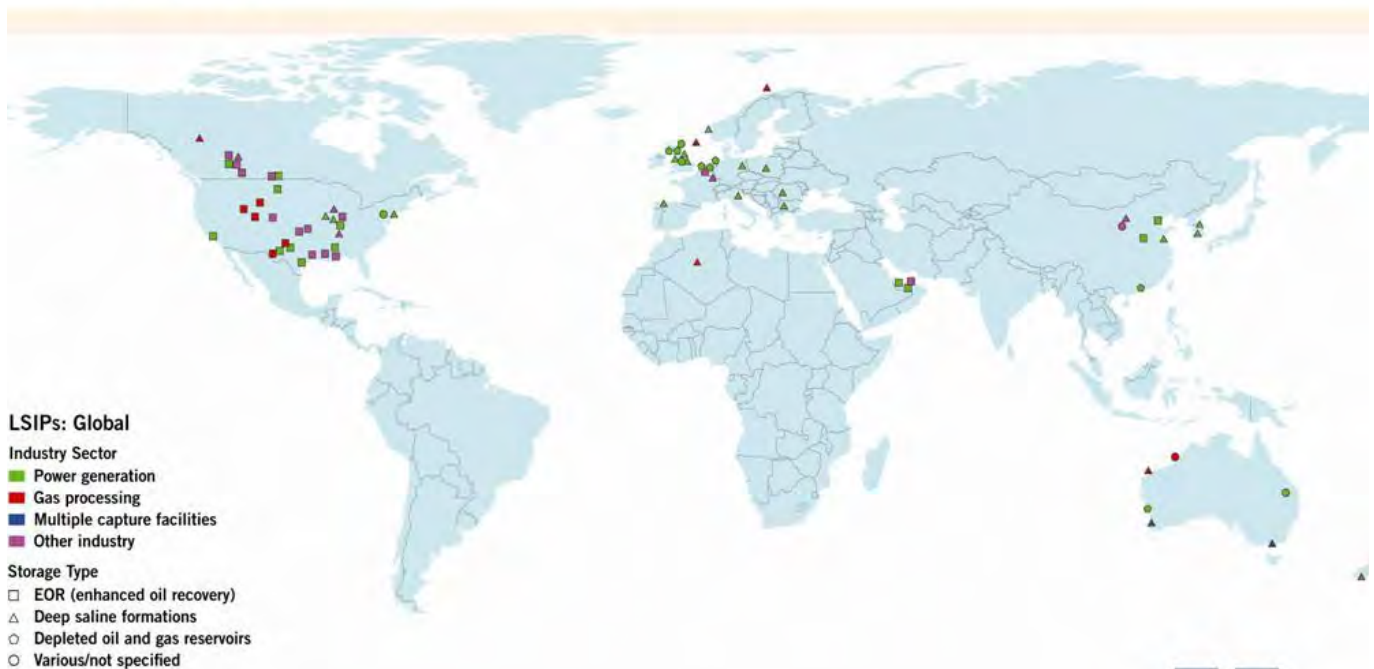 LSIPs: Global
Industry Sector
Power generation
Gas processing
Multiple capture facilities
Other industry
Storage Type
EOR (enhanced oil recovery)
Deep saline formations
Depleted oil and gas reservoirs
Various/not specified